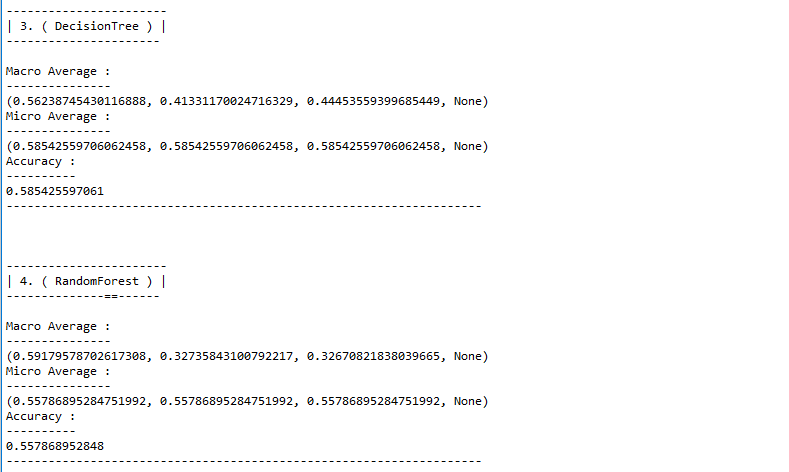 -----------------------
| 3. ( DecisionTree ) |
----------------------
Macro Average :
---------------
(0.56238745430116888, 0.41331170024716329, 0.44453559399685449, None)
Micro Average :
---------------
(0.58542559706062458, 0.58542559706062458, 0.58542559706062458, None)
Accuracy :
----------
0.585425597061
--------------------------------------------------------------------
-----------------------
| 4. ( RandomForest ) |
--------------==------
Macro Average :
---------------
(0.59179578702617308, 0.32735843100792217, 0.32670821838039665, None)
Micro Average :
---------------
(0.55786895284751992, 0.55786895284751992, 0.55786895284751992, None)
Accuracy :
----------
0.557868952848
--------------------------------------------------------------------